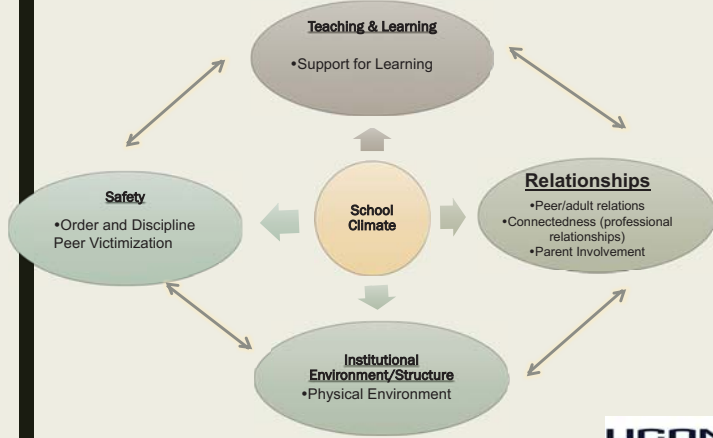 Teaching & Learning
•Support for Learning
Safety
•Order and Discipline
Peer Victimization
School
Climate
Relationships
•Peer/adult relations
•Connectedness (professional
relationships)
•Parent Involvement
Institutional
Environment/Structure
•Physical Environment